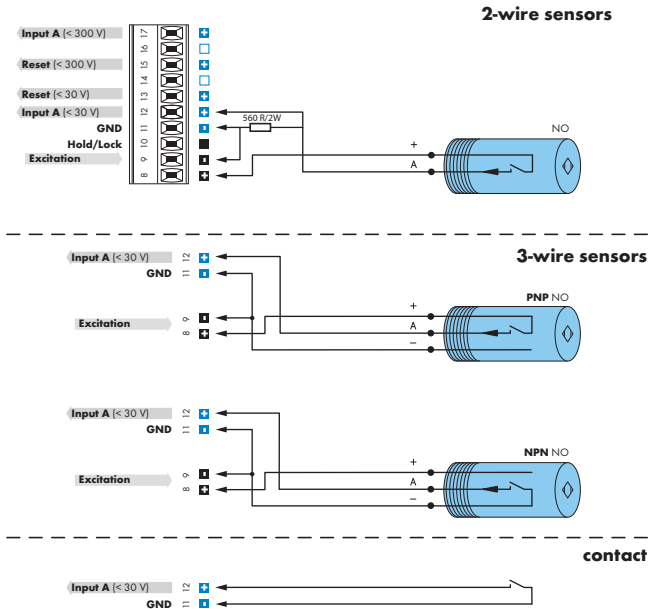 2-wire sensors
Input A (< 300 V) 17
16
Reset (< 300 V) 15
14
Reset (< 30 V) 13
Input A (< 30 V) 12
GND 11
Hold/Lock 10
Excitation 9
8
560 R/2W
NO
+
A
3-wire sensors
Input A (< 30 V) 12
GND 11
PNP NO
Excitation 9
8
+
A
–
Input A (< 30 V) 12
GND 11
NPN NO
Excitation 9
8
+
A
–
contact
Input A (< 30 V) 12
GND 11